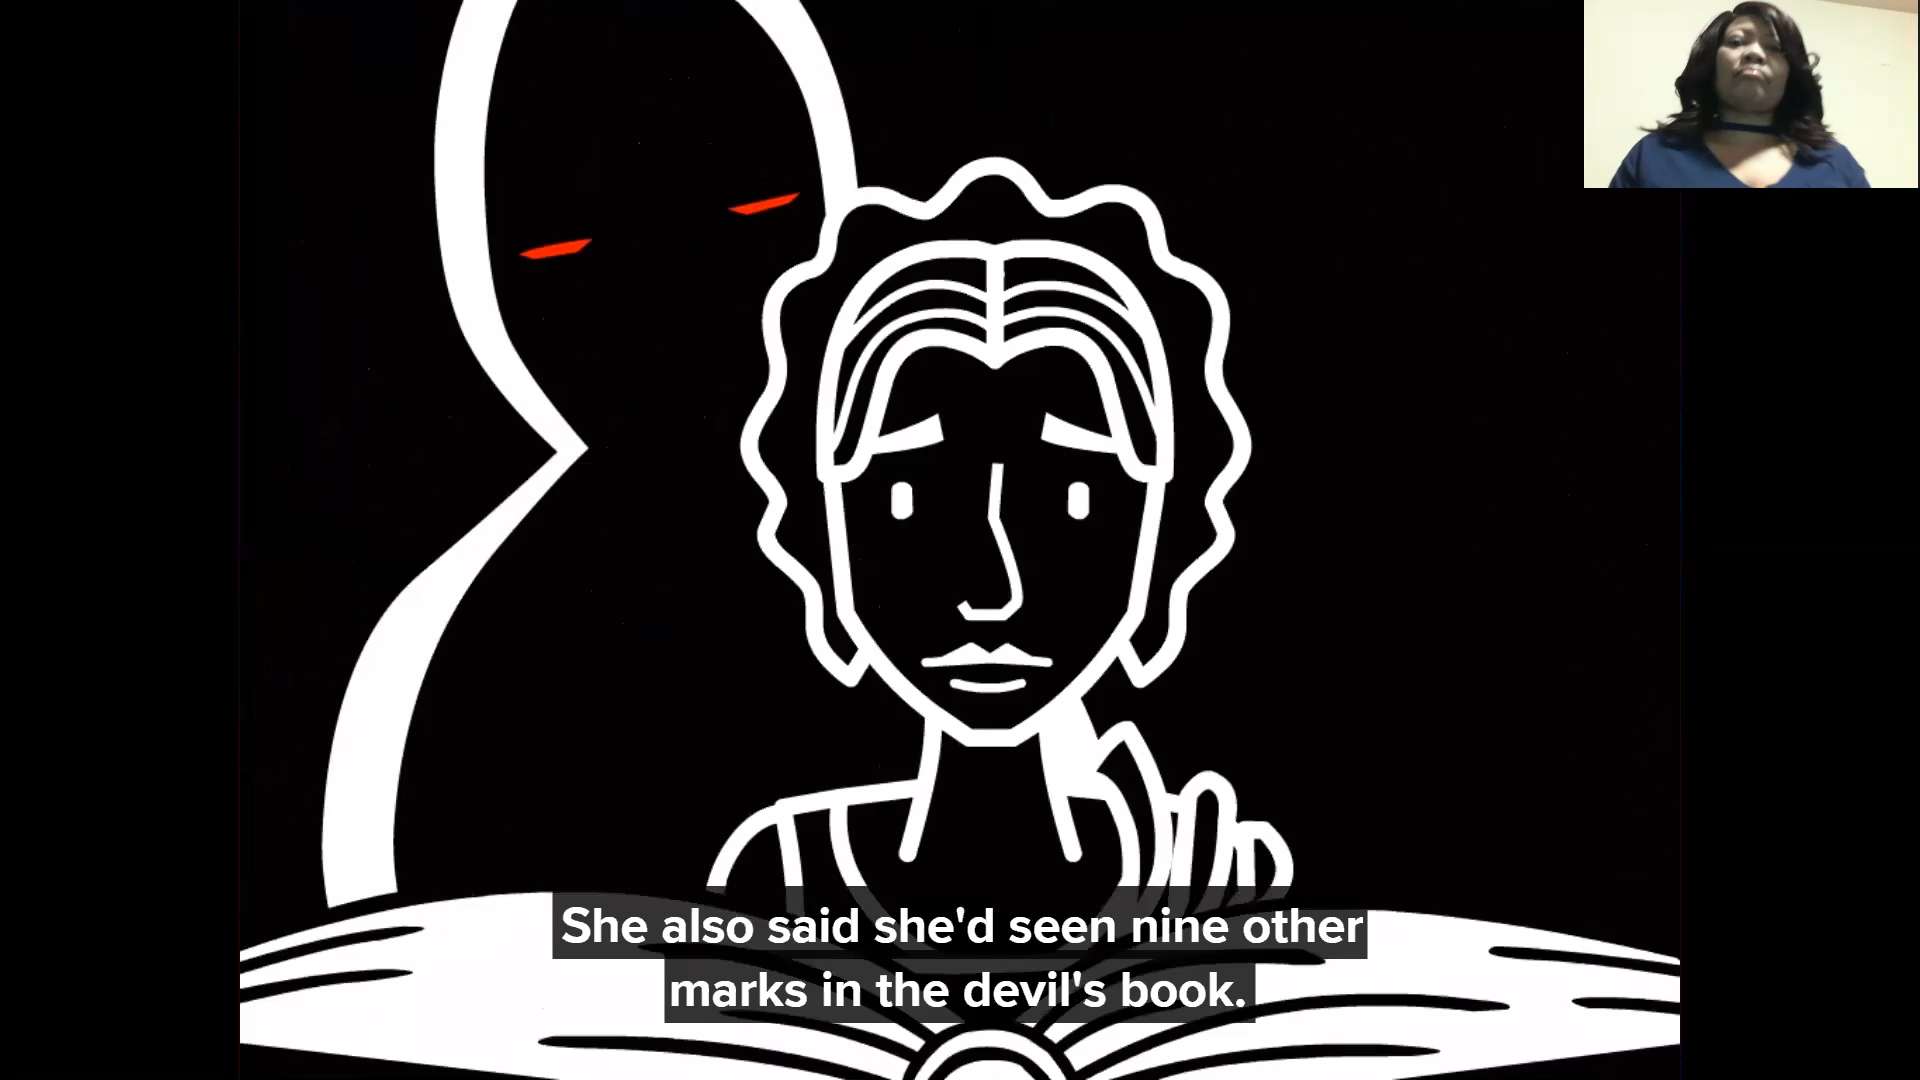 She also said she'd seen nine other
marks in the devil's book.